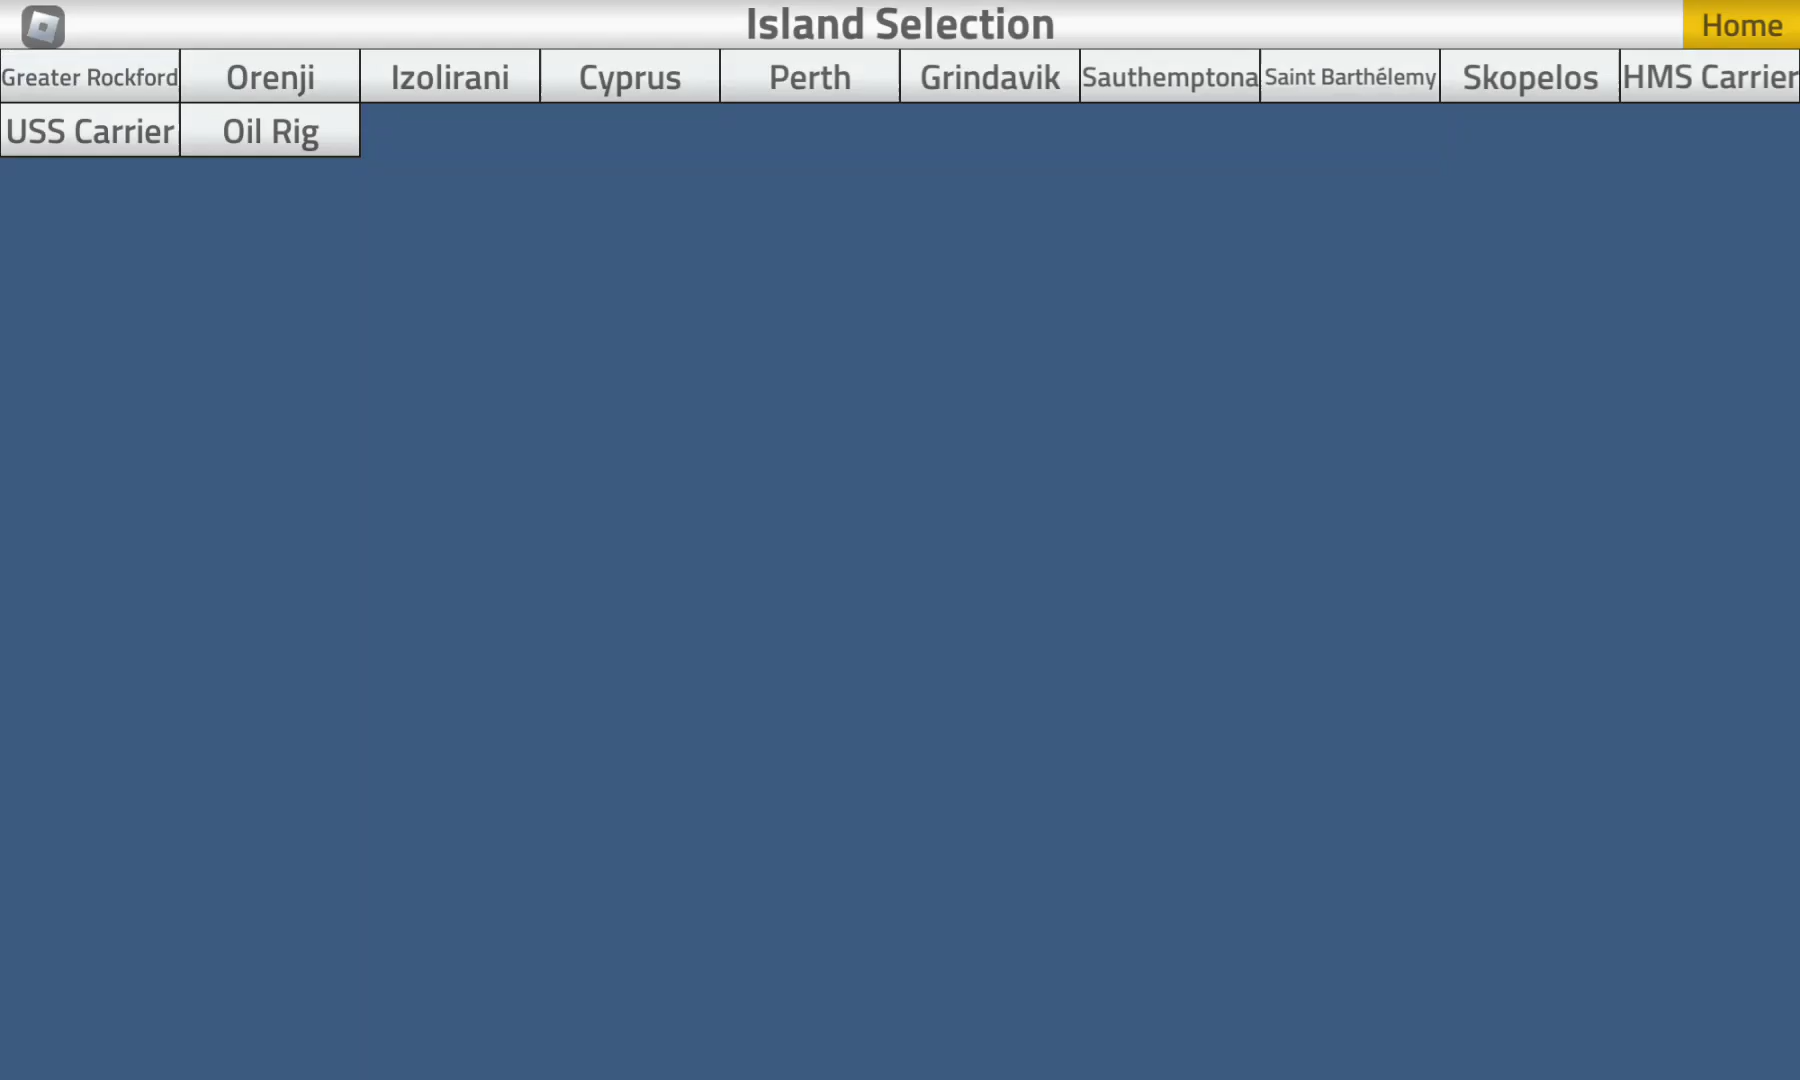 Island Selection
Home
Greater Rockford
Orenji
Izolirani
Cyprus
Perth
Grindavik
Sauthemptona
Saint Barthélemy
Skopelos
HMS Carrier
USS Carrier
Oil Rig